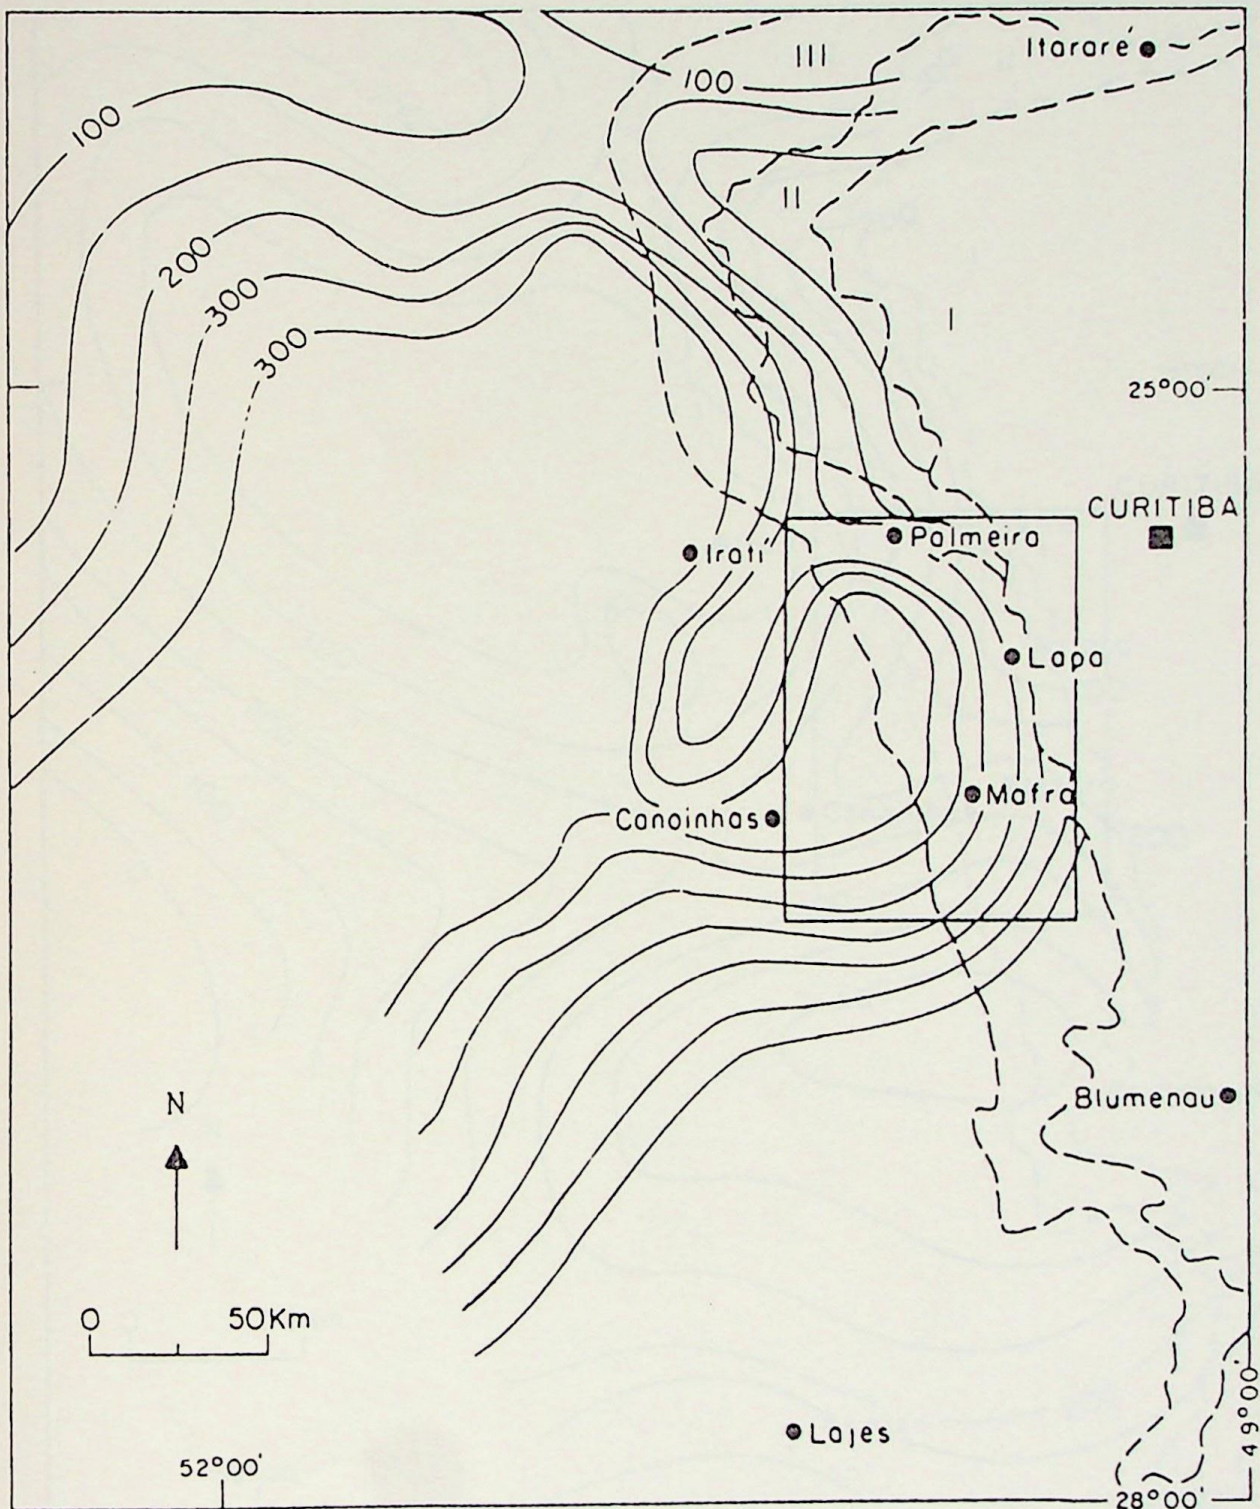 III
Itararé
100
100
II
200
300
300
I
25°00'
CURITIBA
Palmeira
Irati
Lapa
Mafra
Canoinhas
N
Blumenau
0 50Km
Lajes
52°00'
49°00'
28°00'